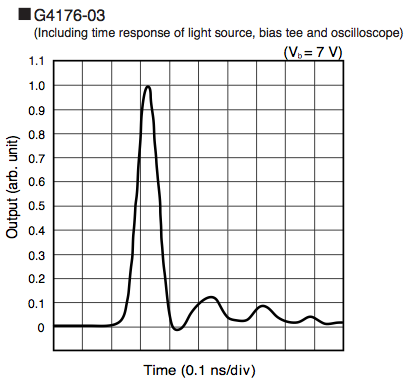 ■ G4176-03
(Including time response of light source, bias tee and oscilloscope)
(Vb = 7 V)
1.1
1.0
0.9
0.8
0.7
0.6
0.5
0.4
0.3
0.2
0.1
0
Output (arb. unit)
Time (0.1 ns/div)